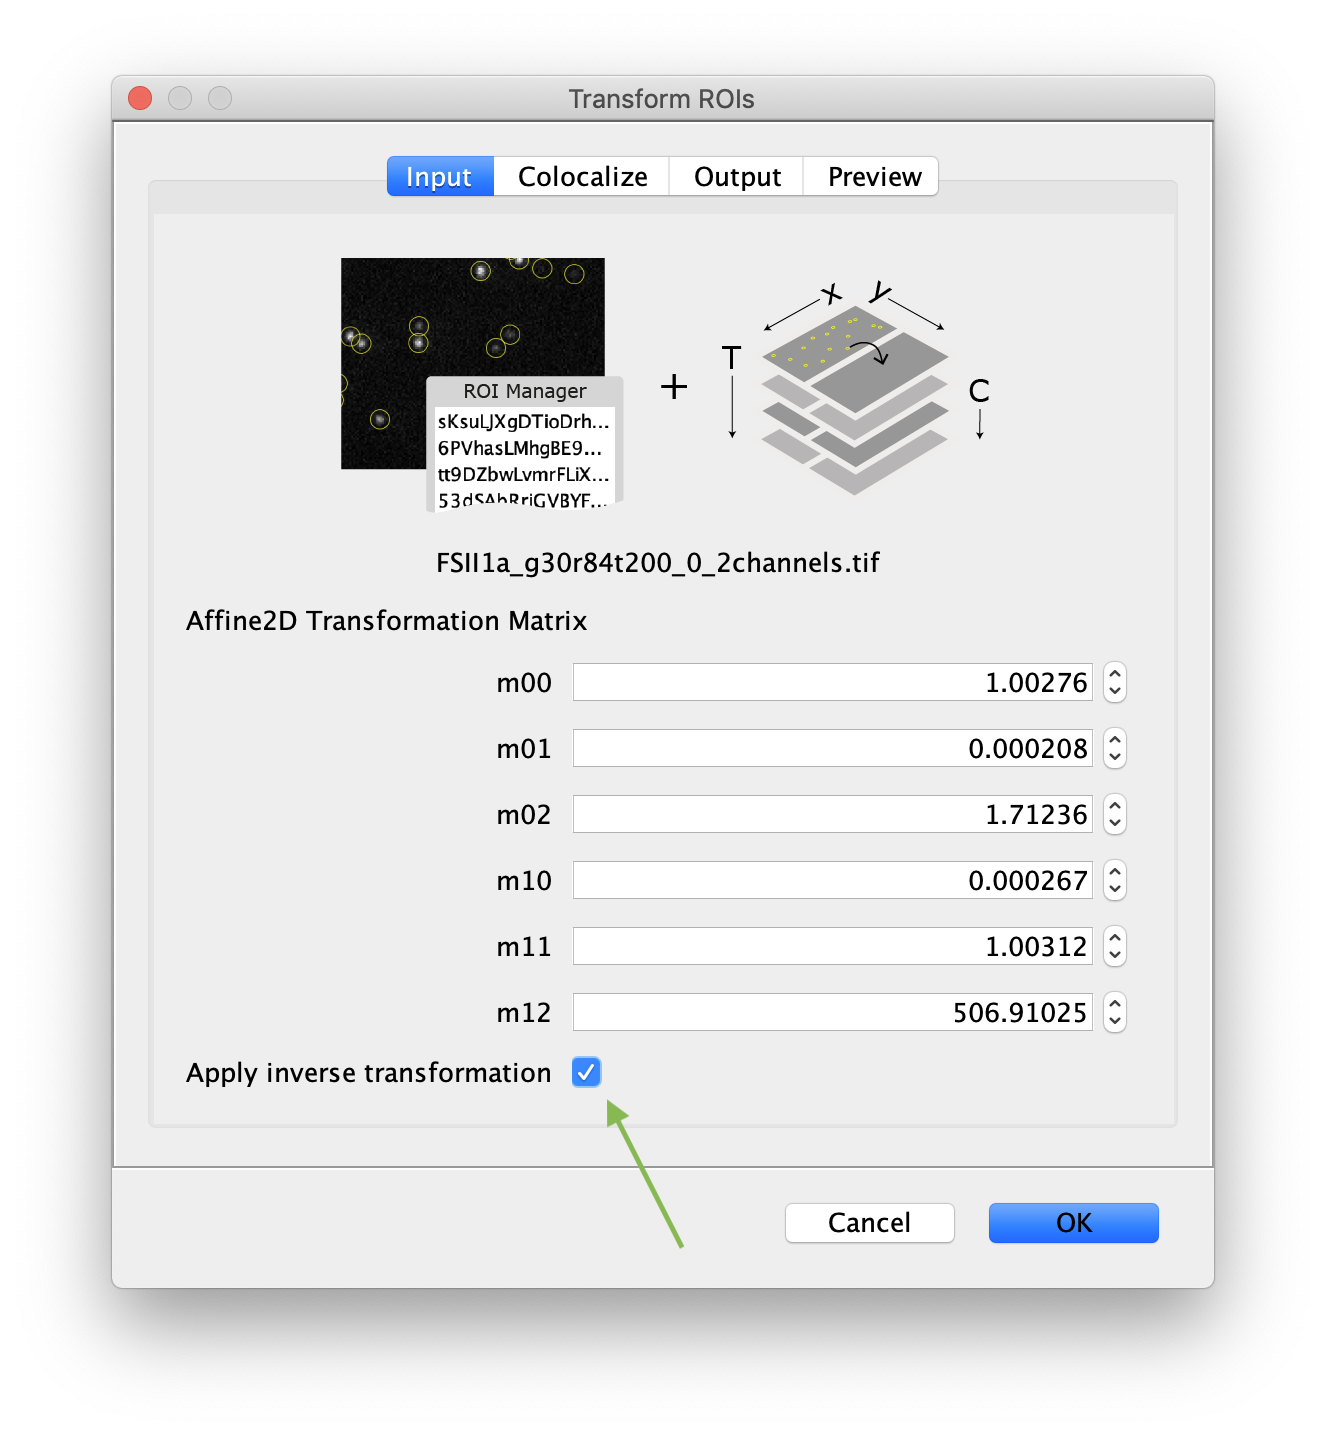 Transform ROIs
Input Colocalize Output Preview
x y
T
C
+
ROI Manager
sKsuLJXgDTioDrh...
6PVhasLMhgBE9...
tt9DZbwLvmrFLiX...
53dSAhRriGVBYF...
FSII1a_g30r84t200_0_2channels.tif
Affine2D Transformation Matrix
m00 1.00276
m01 0.000208
m02 1.71236
m10 0.000267
m11 1.00312
m12 506.91025
Apply inverse transformation
Cancel OK